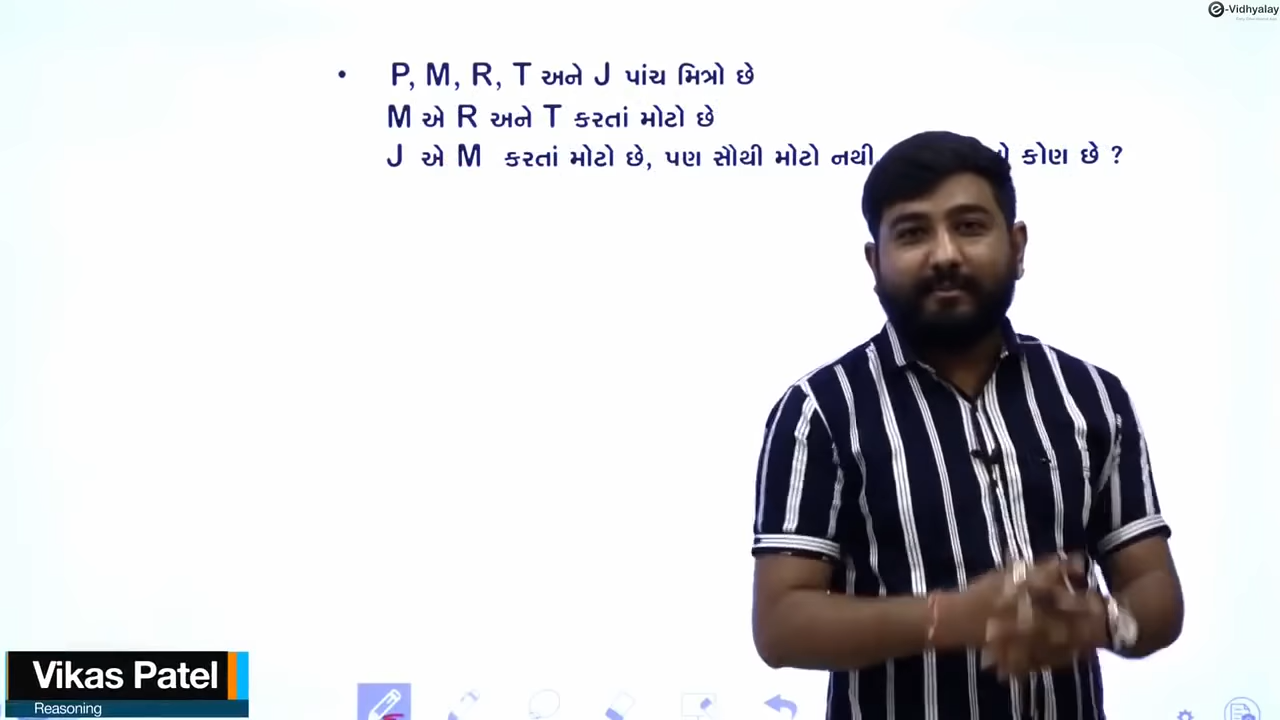 e-Vidhyalay
• P, M, R, T અને J પાંચ મિત્રો છે
M એ R અને T કરતાં મોટો છે
J એ M કરતાં મોટો છે, પણ સૌથી મોટો નથી કોણ છે ?
Vikas Patel
Reasoning